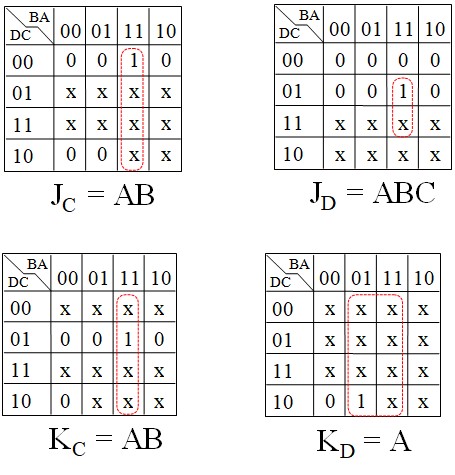 BA
DC 00 01 11 10
00 0 0 1 0
01 x x x x
11 x x x x
10 0 0 x x
J_C = AB
BA
DC 00 01 11 10
00 0 0 0 0
01 0 0 1 0
11 x x x x
10 x x x x
J_D = ABC
BA
DC 00 01 11 10
00 x x x x
01 0 0 1 0
11 x x x x
10 0 x x x
K_C = AB
BA
DC 00 01 11 10
00 x x x x
01 x x x x
11 x x x x
10 0 1 x x
K_D = A